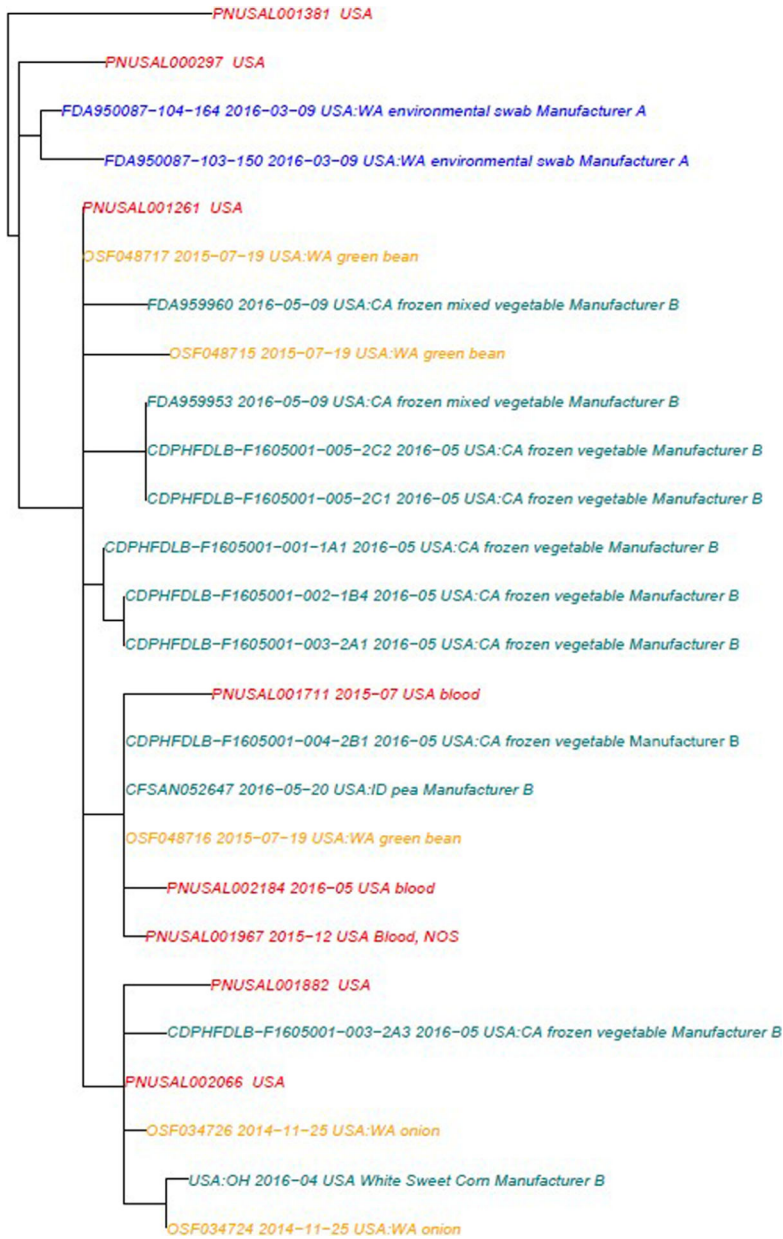 PNUSAL001381 USA
PNUSAL000297 USA
FDA950087-104-164 2016-03-09 USA:WA environmental swab Manufacturer A
FDA950087-103-150 2016-03-09 USA:WA environmental swab Manufacturer A
PNUSAL001261 USA
OSF048717 2015-07-19 USA:WA green bean
FDA959960 2016-05-09 USA:CA frozen mixed vegetable Manufacturer B
OSF048715 2015-07-19 USA:WA green bean
FDA959953 2016-05-09 USA:CA frozen mixed vegetable Manufacturer B
CDPHFDLB-F1605001-005-2C2 2016-05 USA:CA frozen vegetable Manufacturer B
CDPHFDLB-F1605001-005-2C1 2016-05 USA:CA frozen vegetable Manufacturer B
CDPHFDLB-F1605001-001-1A1 2016-05 USA:CA frozen vegetable Manufacturer B
CDPHFDLB-F1605001-002-1B4 2016-05 USA:CA frozen vegetable Manufacturer B
CDPHFDLB-F1605001-003-2A1 2016-05 USA:CA frozen vegetable Manufacturer B
PNUSAL001711 2015-07 USA blood
CDPHFDLB-F1605001-004-2B1 2016-05 USA:CA frozen vegetable Manufacturer B
CFSAN052647 2016-05-20 USA:ID pea Manufacturer B
OSF048716 2015-07-19 USA:WA green bean
PNUSAL002184 2016-05 USA blood
PNUSAL001967 2015-12 USA Blood, NOS
PNUSAL001882 USA
CDPHFDLB-F1605001-003-2A3 2016-05 USA:CA frozen vegetable Manufacturer B
PNUSAL002066 USA
OSF034726 2014-11-25 USA:WA onion
USA:OH 2016-04 USA White Sweet Corn Manufacturer B
OSF034724 2014-11-25 USA:WA onion